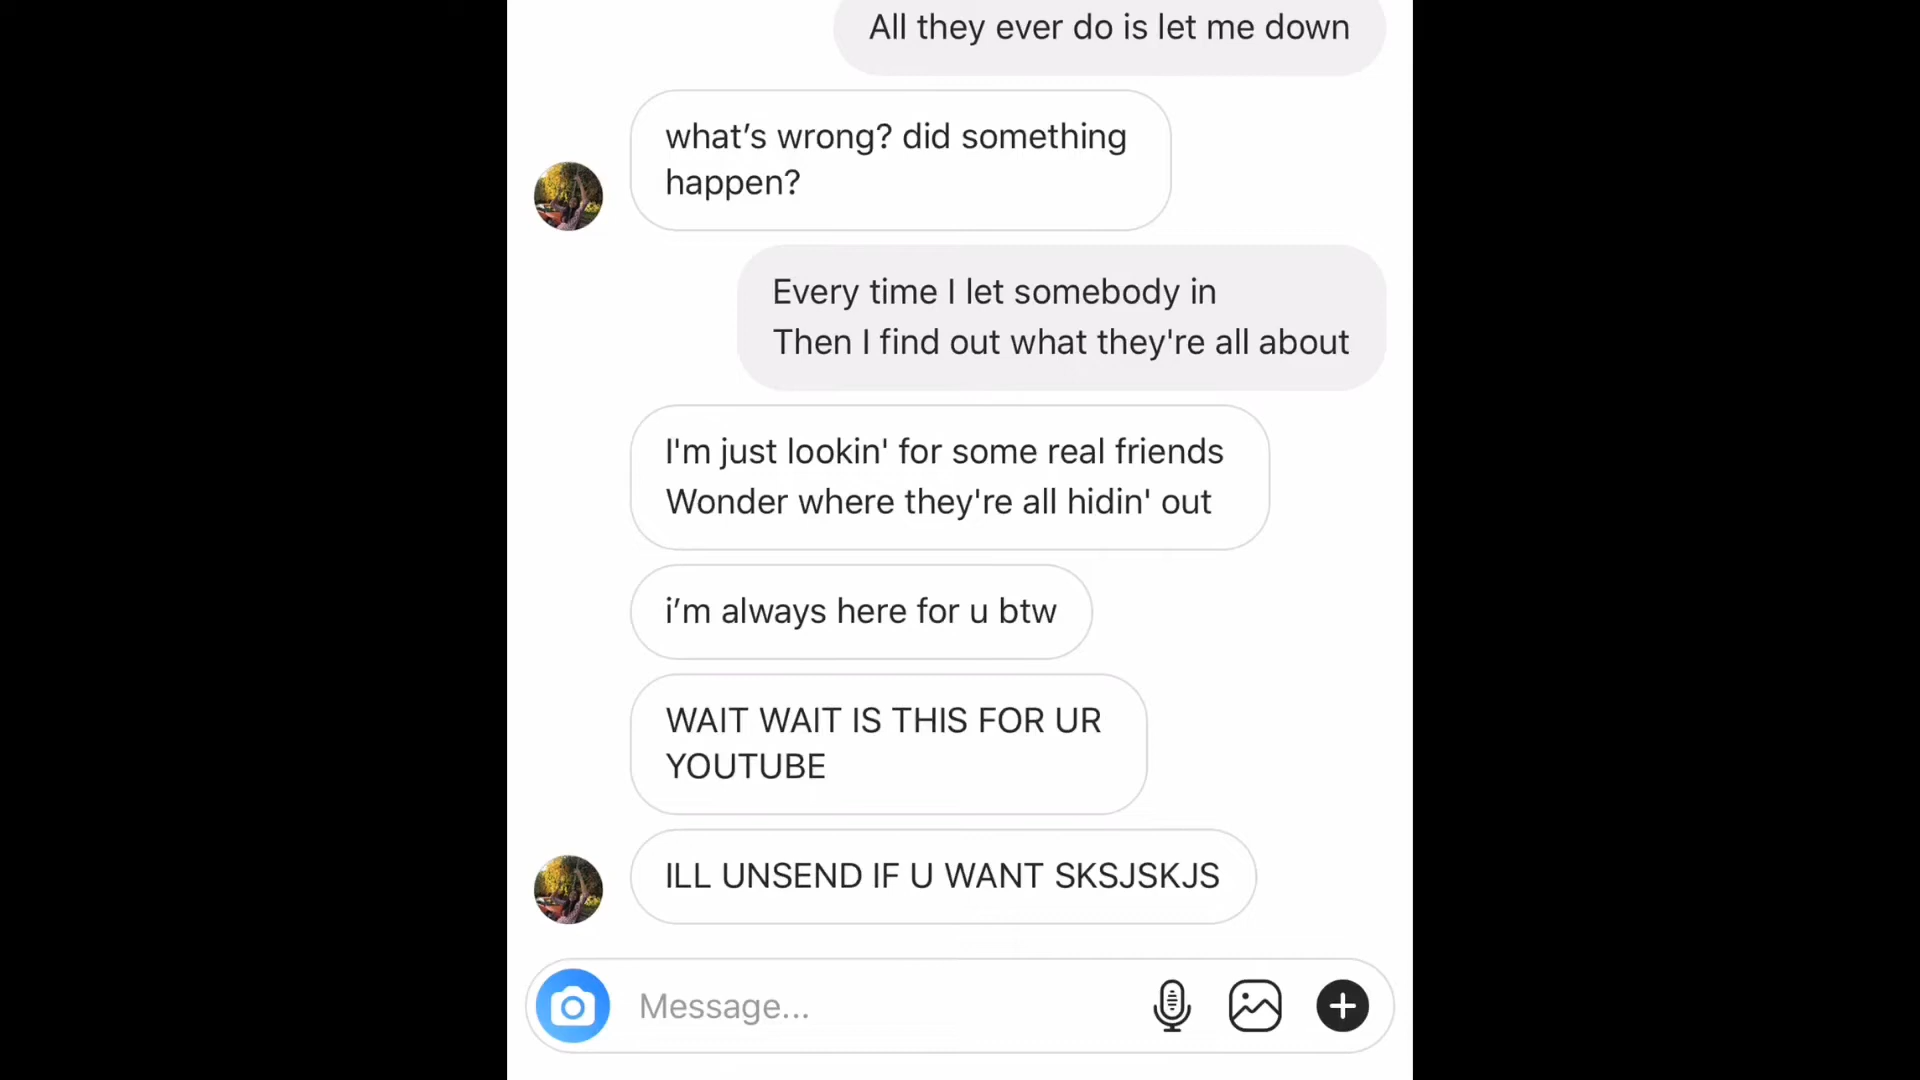 All they ever do is let me down
what’s wrong? did something
happen?
Every time I let somebody in
Then I find out what they're all about
I'm just lookin' for some real friends
Wonder where they're all hidin' out
i’m always here for u btw
WAIT WAIT IS THIS FOR UR
YOUTUBE
ILL UNSEND IF U WANT SKSJSKJS
Message...